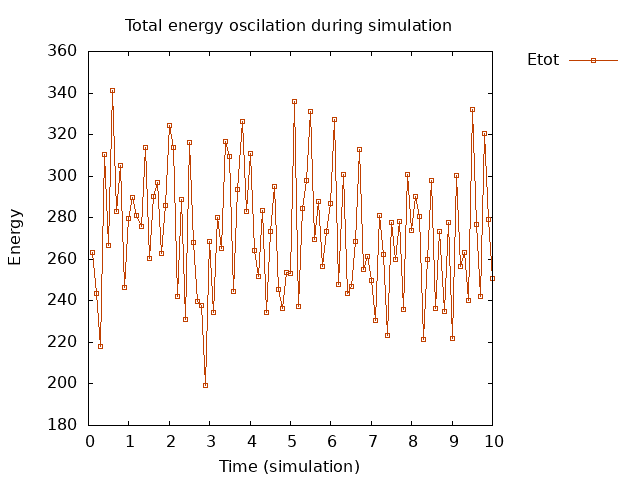 Total energy oscilation during simulation
Etot
360
340
320
300
280
260
240
220
200
180
0 1 2 3 4 5 6 7 8 9 10
Energy
Time (simulation)